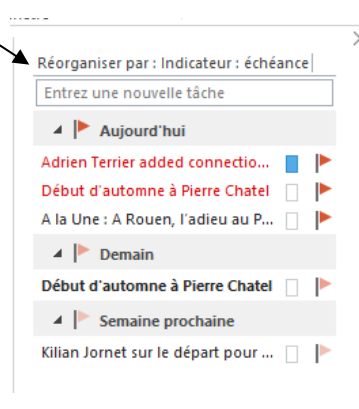 Réorganiser par : Indicateur : échéance
Entrez une nouvelle tâche
Aujourd'hui
Adrien Terrier added connectio...
Début d'automne à Pierre Chatel
A la Une : A Rouen, l'adieu au P...
Demain
Début d'automne à Pierre Chatel
Semaine prochaine
Kilian Jornet sur le départ pour ...